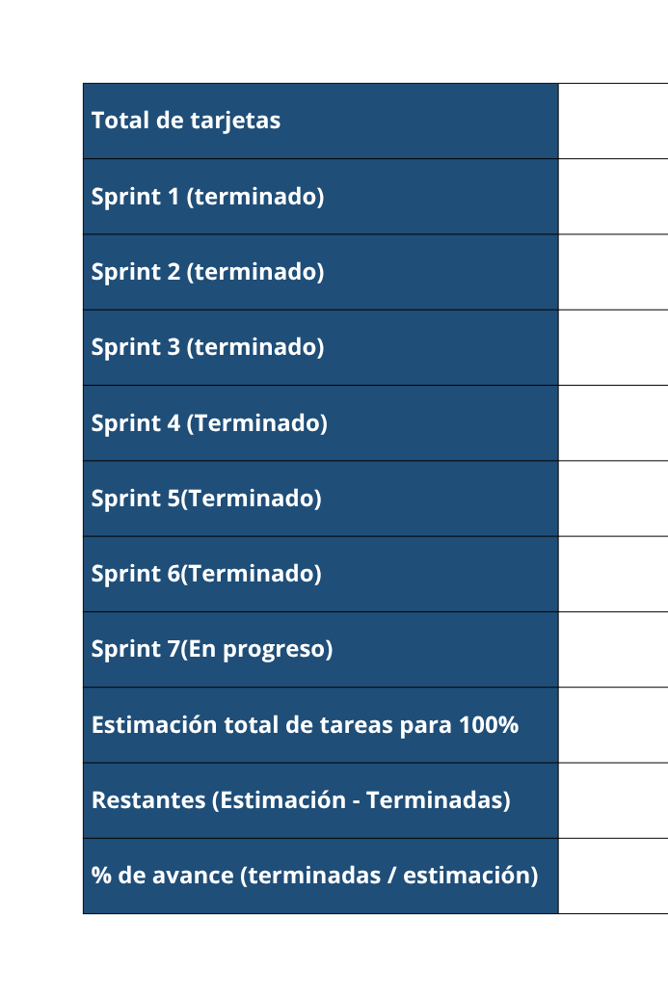 Total de tarjetas
Sprint 1 (terminado)
Sprint 2 (terminado)
Sprint 3 (terminado)
Sprint 4 (Terminado)
Sprint 5(Terminado)
Sprint 6(Terminado)
Sprint 7(En progreso)
Estimación total de tareas para 100%
Restantes (Estimación - Terminadas)
% de avance (terminadas / estimación)